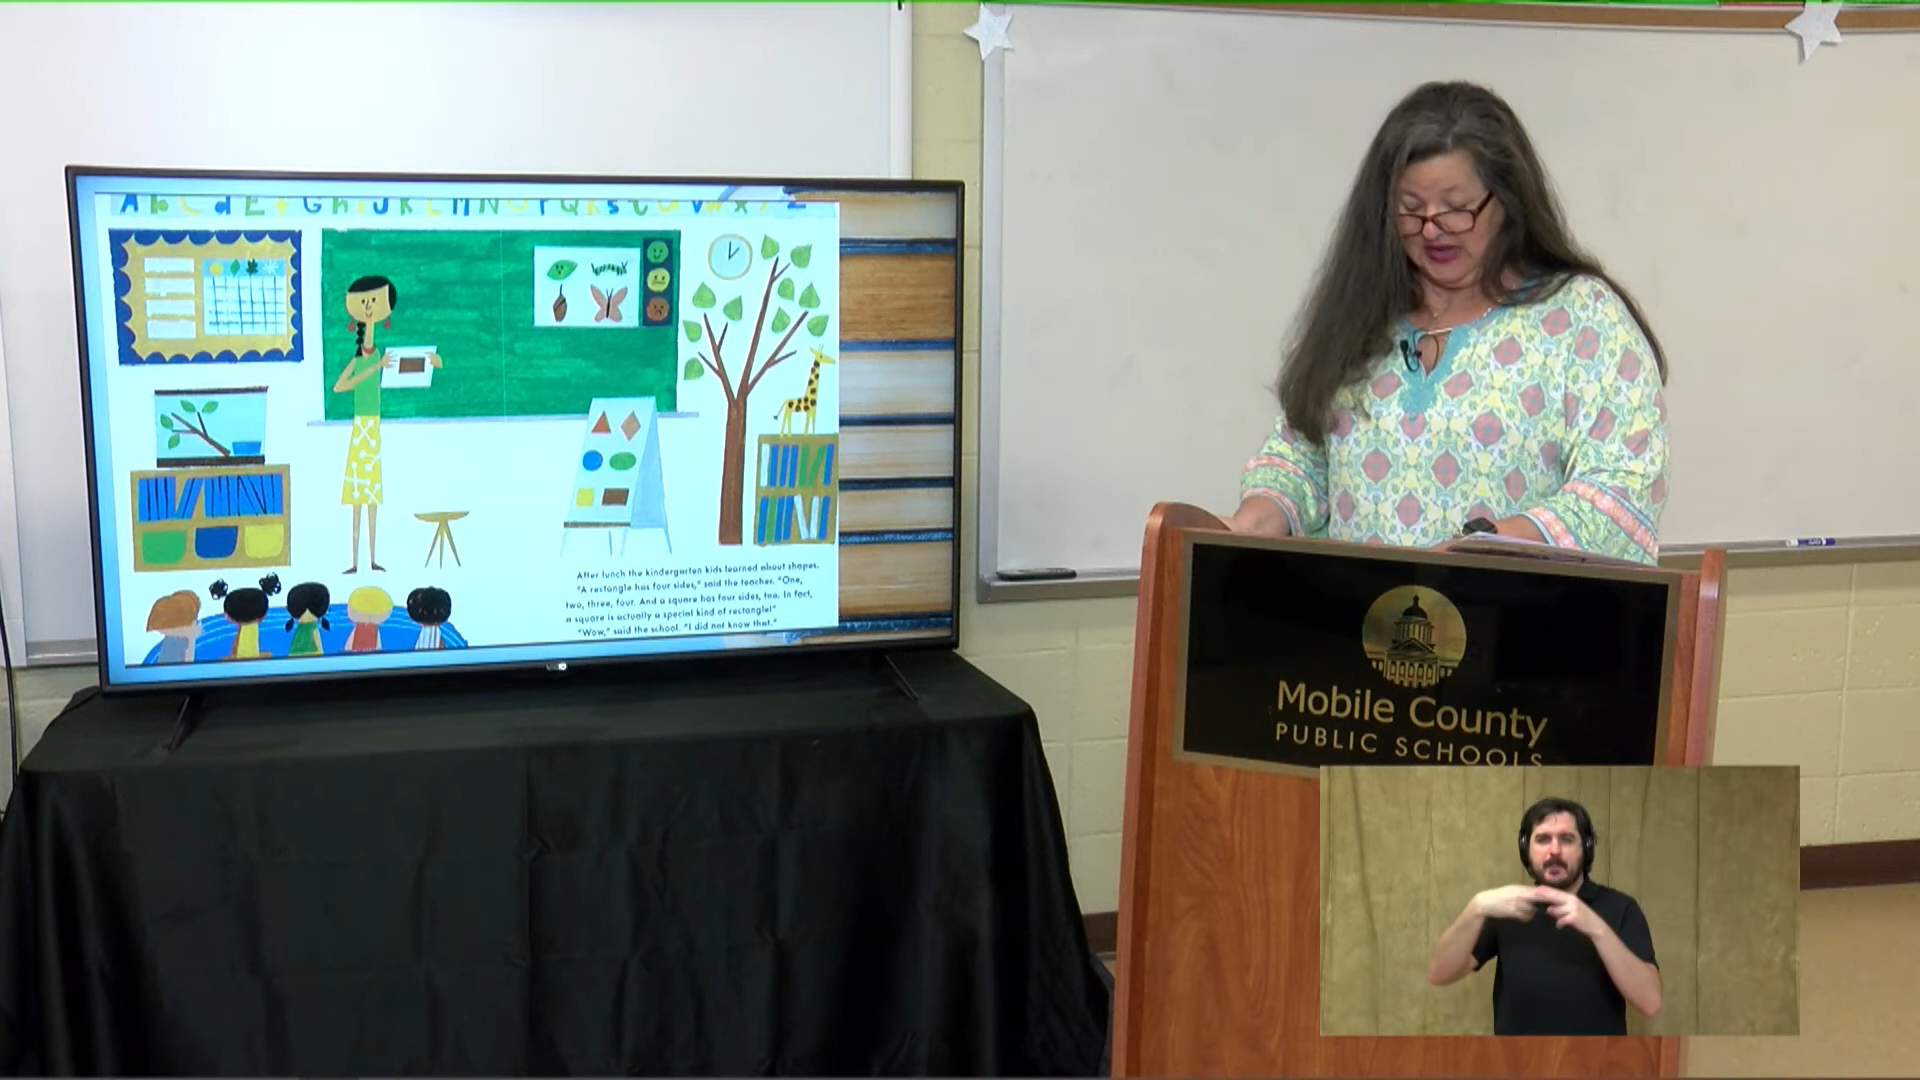 A b C d E f G h i J K L M N O P Q R S t U V W X Y Z
After lunch the kindergarten kids learned about shapes.
"A rectangle has four sides," said the teacher. "One,
two, three, four. And a square has four sides, too. In fact,
a square is actually a special kind of rectangle!"
"Wow," said the school. "I did not know that."
VIZIO
Mobile County
PUBLIC SCHOOLS